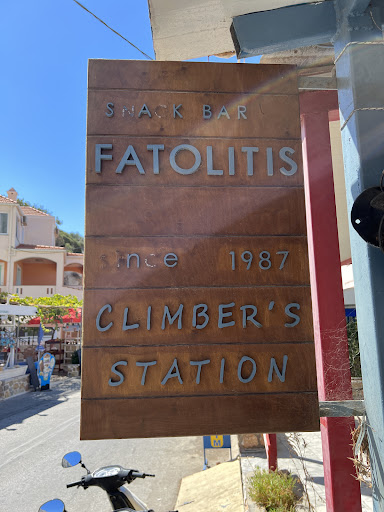 SNACK BAR
FATOLITIS
since 1987
CLIMBER'S
STATION